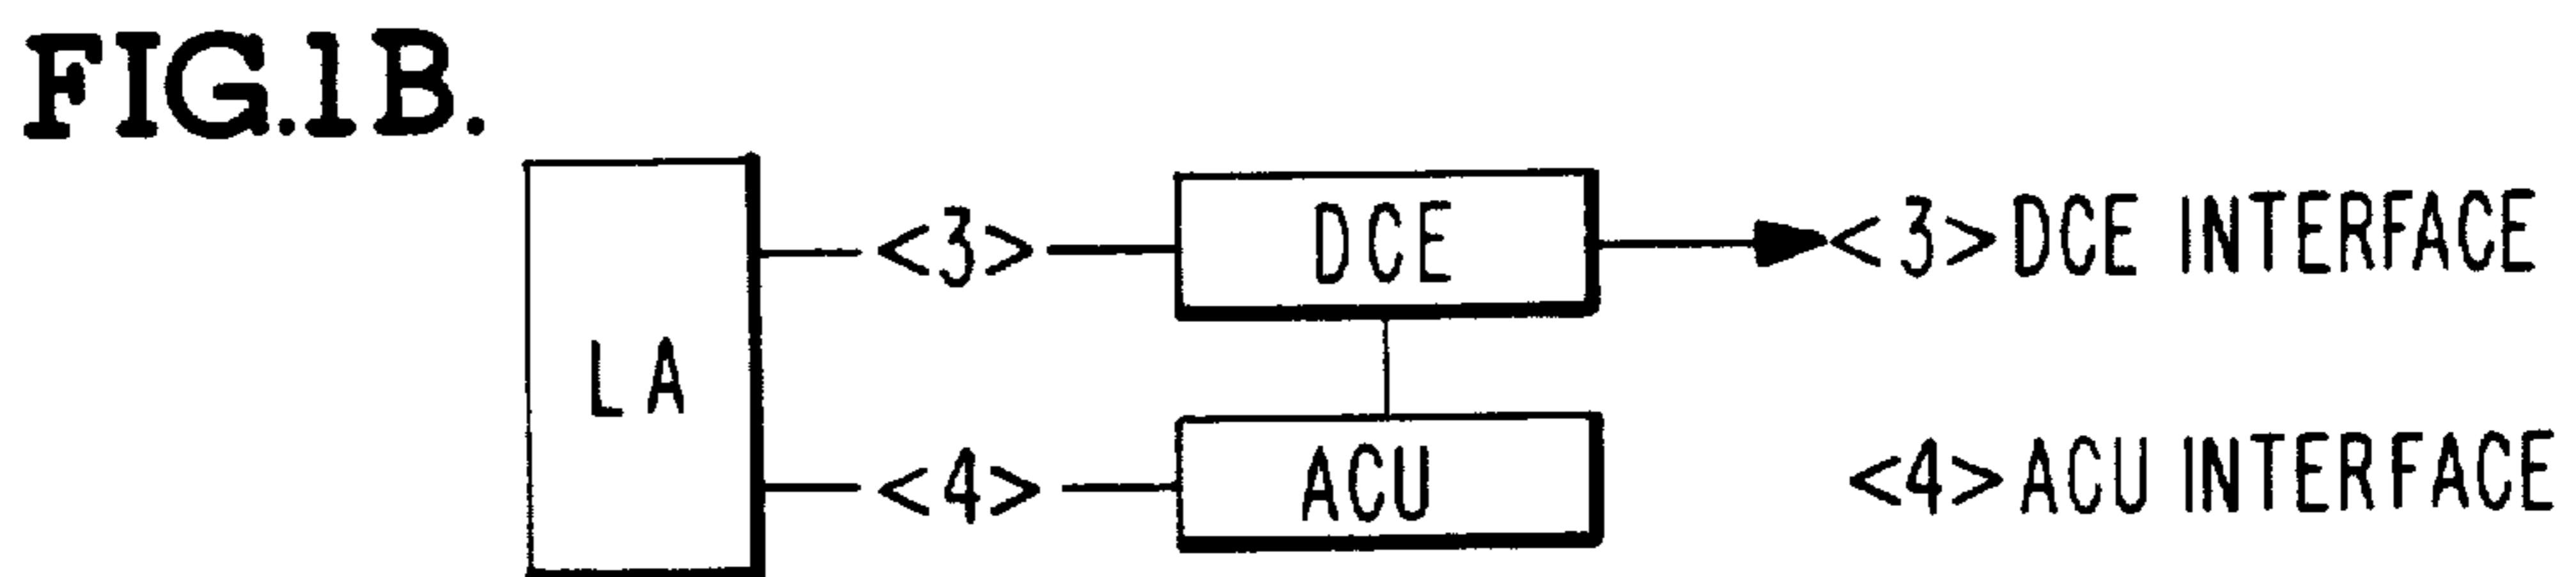 FIG.1B.
LA
<3>
DCE
<3> DCE INTERFACE
<4>
ACU
<4> ACU INTERFACE